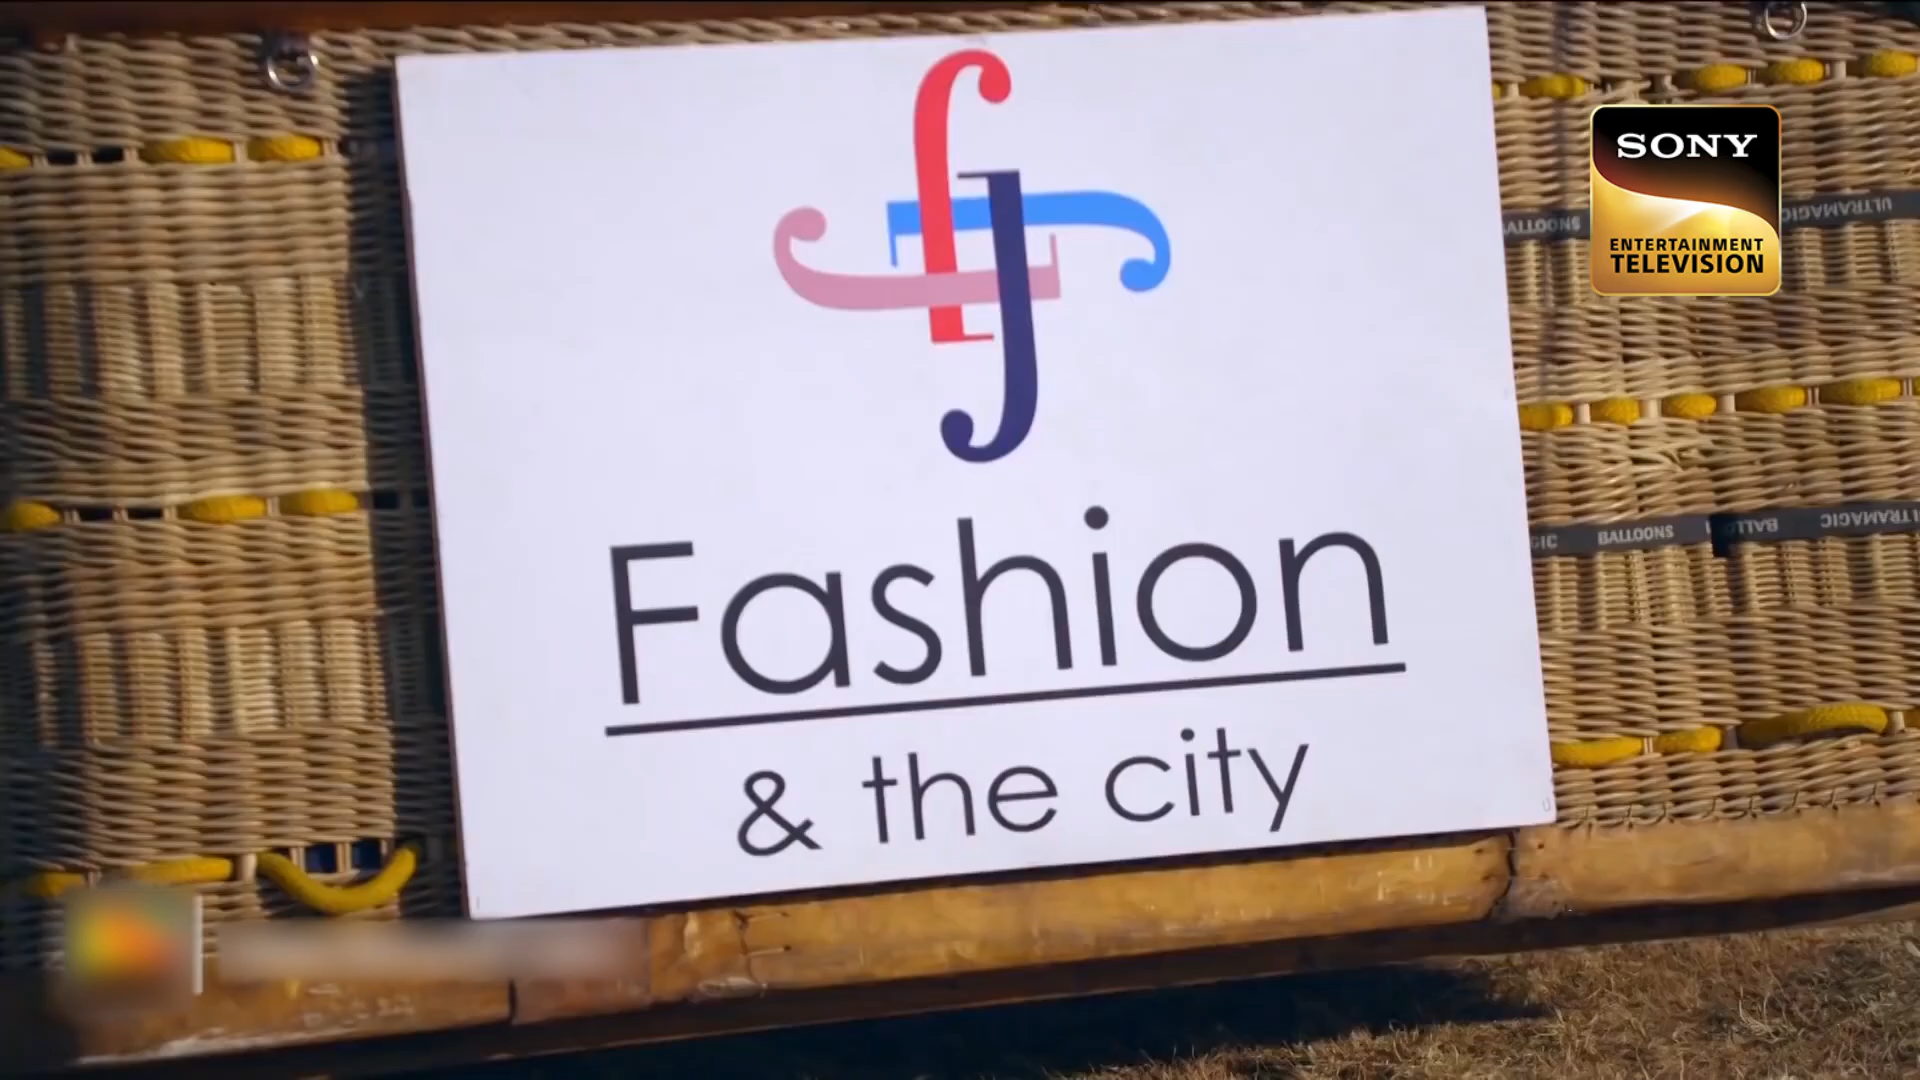 SONY
ENTERTAINMENT
TELEVISION
BALLOONS
ULTRAMAGIC
Fashion
BALLOONS
& the city